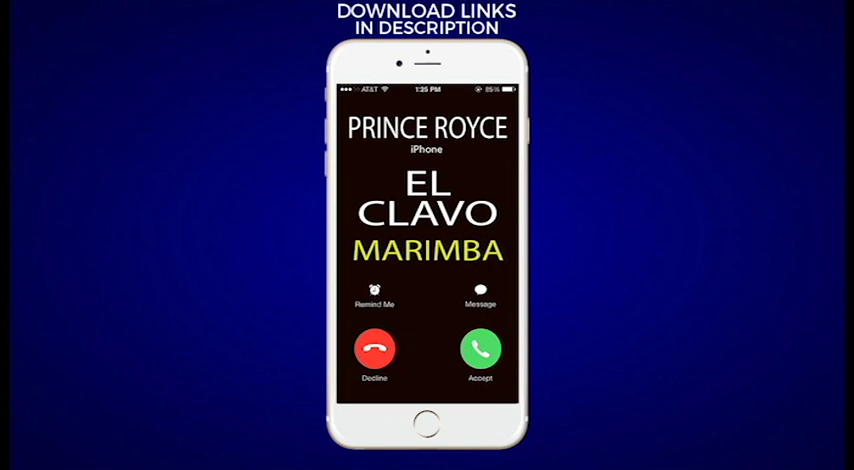 DOWNLOAD LINKS
IN DESCRIPTION
AT&T 1:25 PM 85%
PRINCE ROYCE
iPhone
EL
CLAVO
MARIMBA
Remind Me Message
Decline Accept